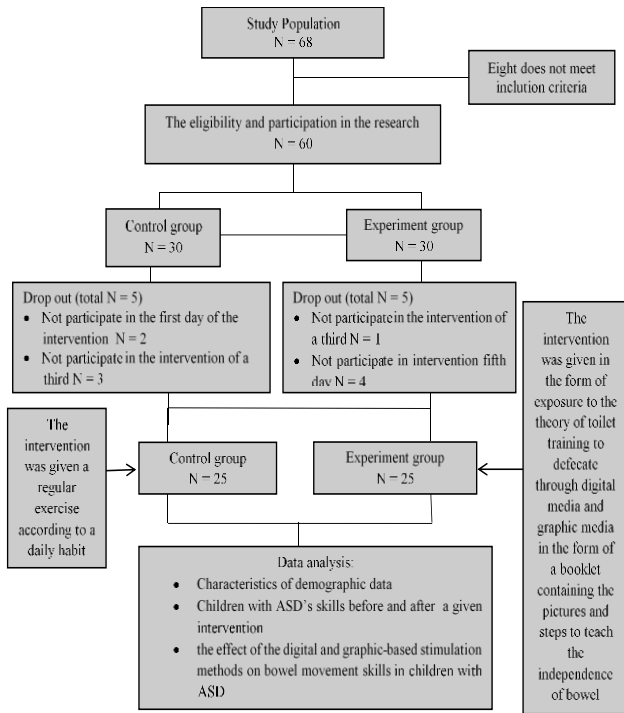 Study Population
N = 68
Eight does not meet
inclution criteria
The eligibility and participation in the research
N = 60
Control group
N = 30
Experiment group
N = 30
Drop out (total N = 5)
• Not participate in the first day of the
intervention N = 2
• Not participate in the intervention of a
third N = 3
Drop out (total N = 5)
• Not participate in the intervention of
a third N = 1
• Not participate in intervention fifth
day N = 4
The
intervention
was given a
regular
exercise
according to a
daily habit
Control group
N = 25
Experiment group
N = 25
The
intervention
was given in
the form of
exposure to the
theory of toilet
training to
defecate
through digital
media and
graphic media
in the form of
a booklet
containing the
pictures and
steps to teach
the
independence
of bowel
Data analysis:
• Characteristics of demographic data
• Children with ASD's skills before and after a given
intervention
• the effect of the digital and graphic-based stimulation
methods on bowel movement skills in children with
ASD